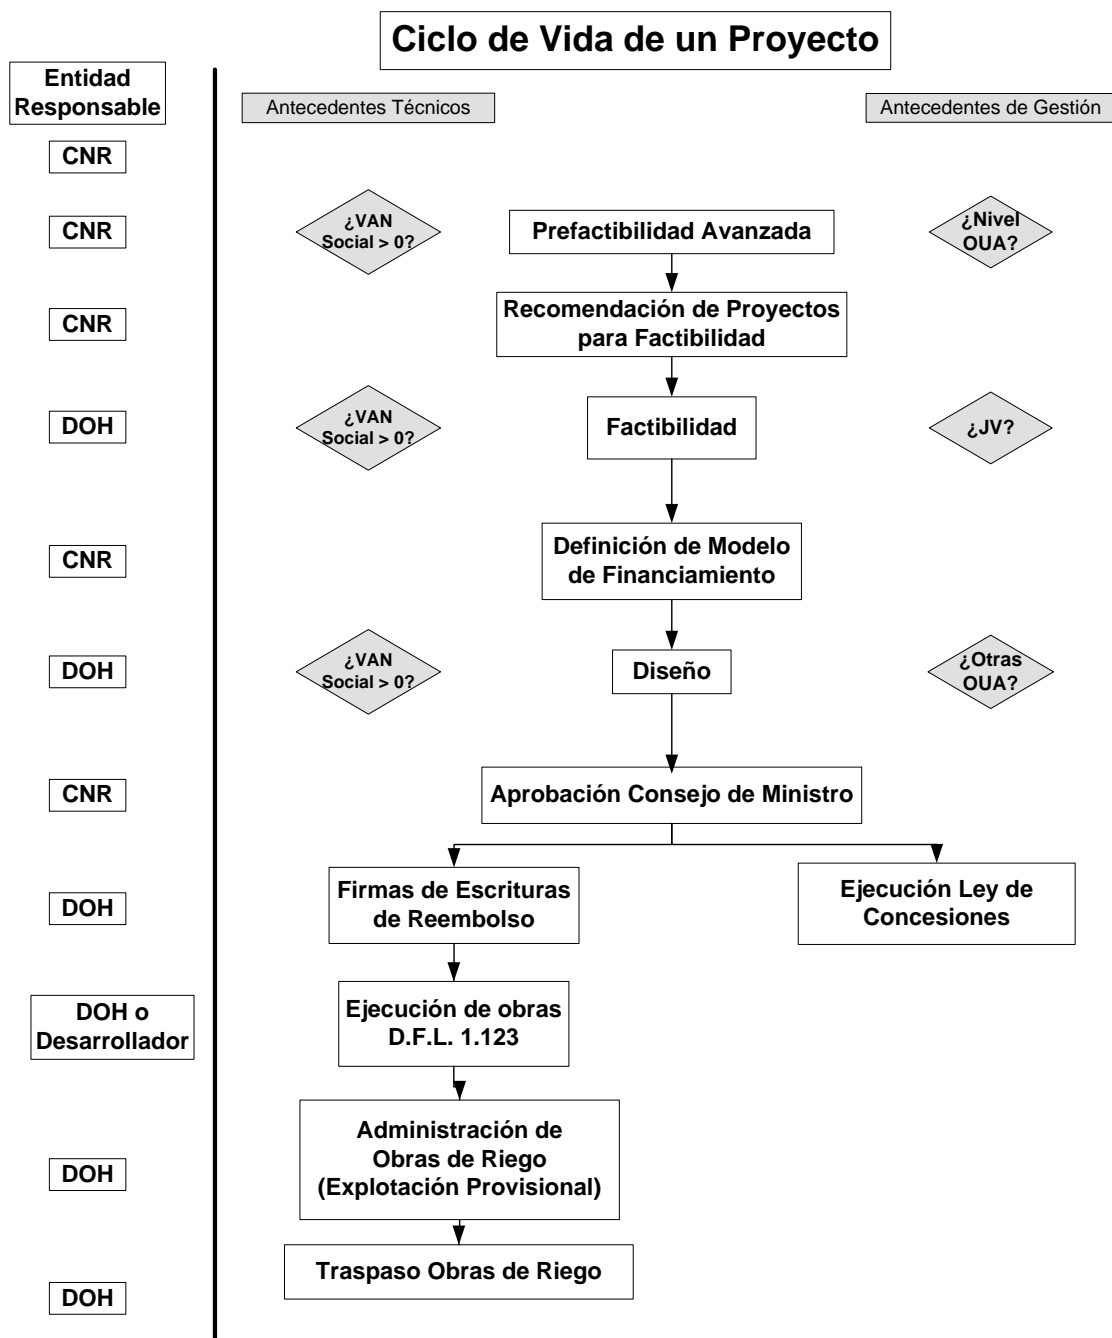 Ciclo de Vida de un Proyecto
Entidad
Responsable
Antecedentes Técnicos
Antecedentes de Gestión
CNR
CNR
¿VAN
Social > 0?
Prefactibilidad Avanzada
¿Nivel
OUA?
CNR
Recomendación de Proyectos
para Factibilidad
DOH
¿VAN
Social > 0?
Factibilidad
¿JV?
CNR
Definición de Modelo
de Financiamiento
DOH
¿VAN
Social > 0?
Diseño
¿Otras
OUA?
CNR
Aprobación Consejo de Ministro
DOH
Firmas de Escrituras
de Reembolso
Ejecución Ley de
Concesiones
DOH o
Desarrollador
Ejecución de obras
D.F.L. 1.123
DOH
Administración de
Obras de Riego
(Explotación Provisional)
Traspaso Obras de Riego
DOH